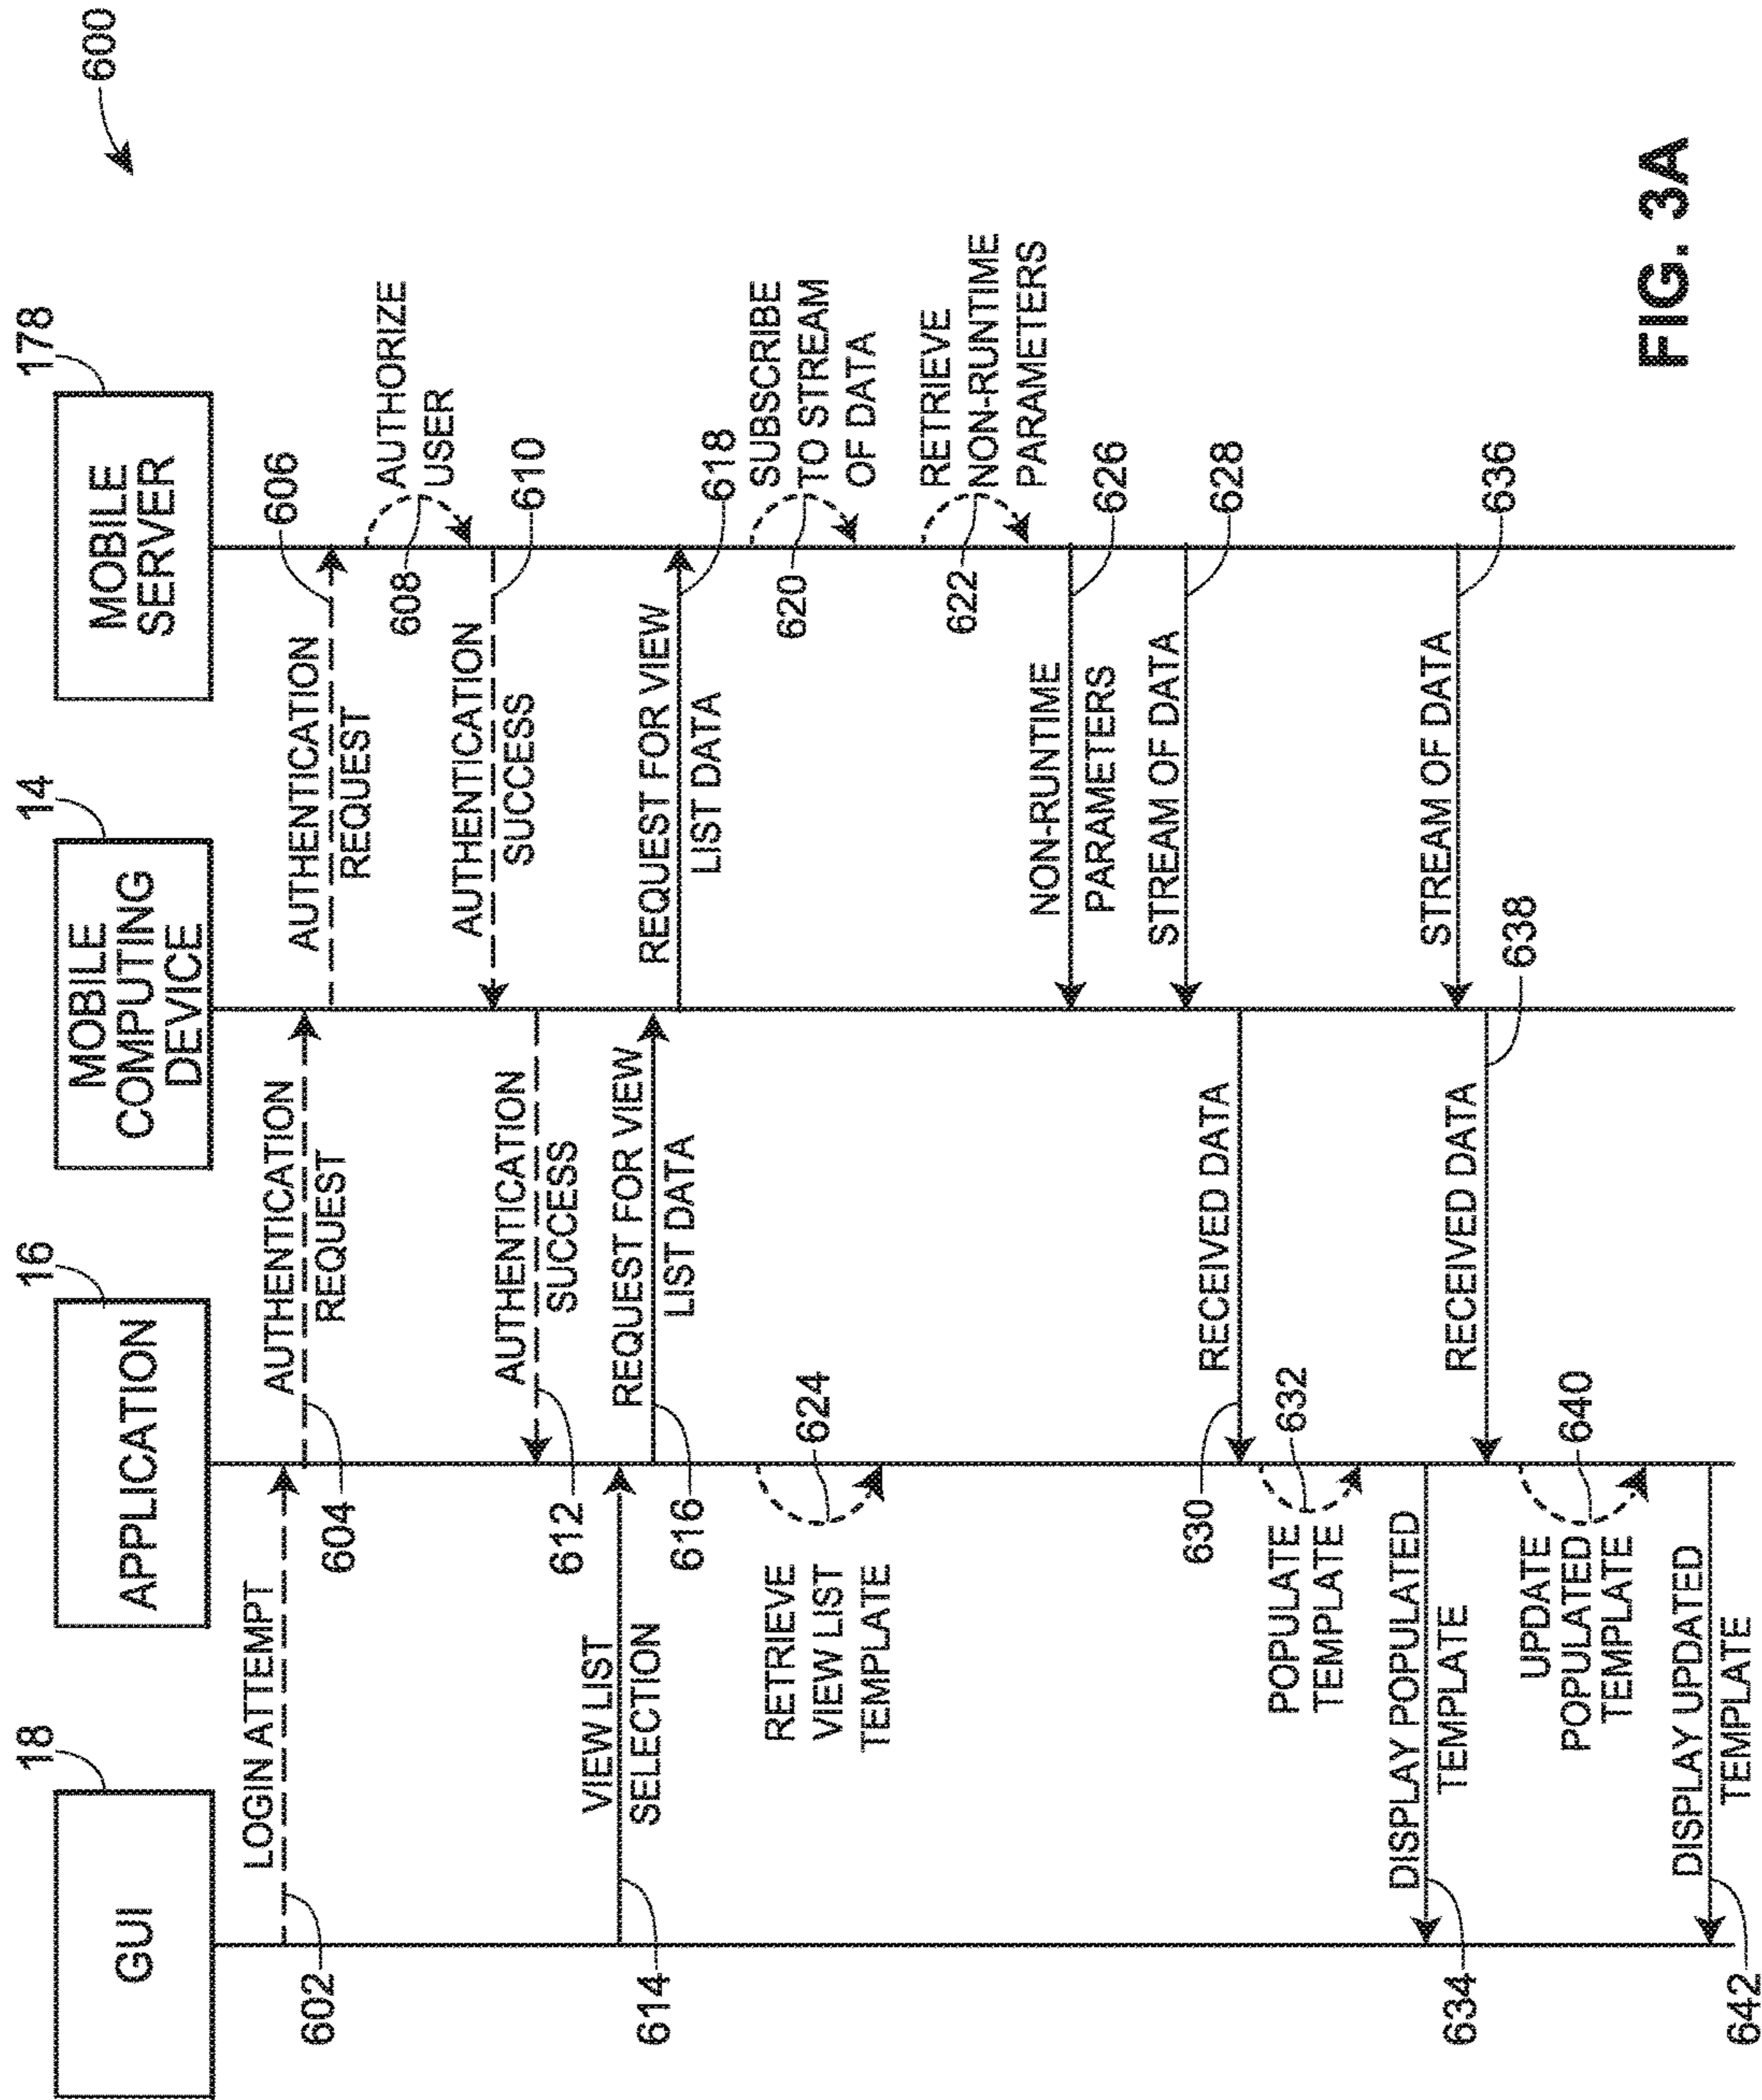 600
18
16
14
178
GUI
APPLICATION
MOBILE
COMPUTING
DEVICE
MOBILE
SERVER
LOGIN ATTEMPT
602
AUTHENTICATION
REQUEST
604
AUTHENTICATION
REQUEST
606
AUTHORIZE
USER
608
AUTHENTICATION
SUCCESS
610
AUTHENTICATION
SUCCESS
612
VIEW LIST
SELECTION
614
REQUEST FOR VIEW
LIST DATA
616
REQUEST FOR VIEW
LIST DATA
618
SUBSCRIBE
TO STREAM
OF DATA
620
RETRIEVE
VIEW LIST
TEMPLATE
624
RETRIEVE
NON-RUNTIME
PARAMETERS
622
NON-RUNTIME
PARAMETERS
626
STREAM OF DATA
628
RECEIVED DATA
630
POPULATE
TEMPLATE
632
DISPLAY POPULATED
TEMPLATE
634
STREAM OF DATA
636
RECEIVED DATA
638
UPDATE
POPULATED
TEMPLATE
640
DISPLAY UPDATED
TEMPLATE
642
FIG. 3A